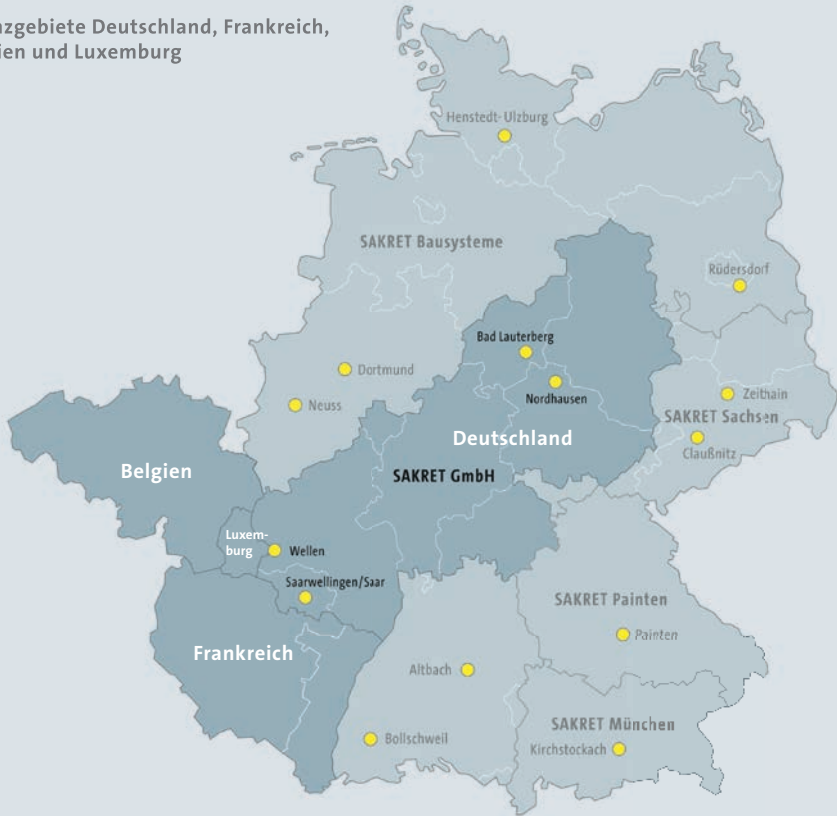 nzgebiete Deutschland, Frankreich,
ien und Luxemburg
Henstedt-Ulzburg
SAKRET Bausysteme
Rüdersdorf
Bad Lauterberg
Dortmund
Nordhausen
Zeithain
Neuss
SAKRET Sachsen
Deutschland
Claußnitz
Belgien
SAKRET GmbH
Luxem-
burg
Wellen
Saarwellingen/Saar
SAKRET Painten
Painten
Frankreich
Altbach
SAKRET München
Bollschweil
Kirchstockach